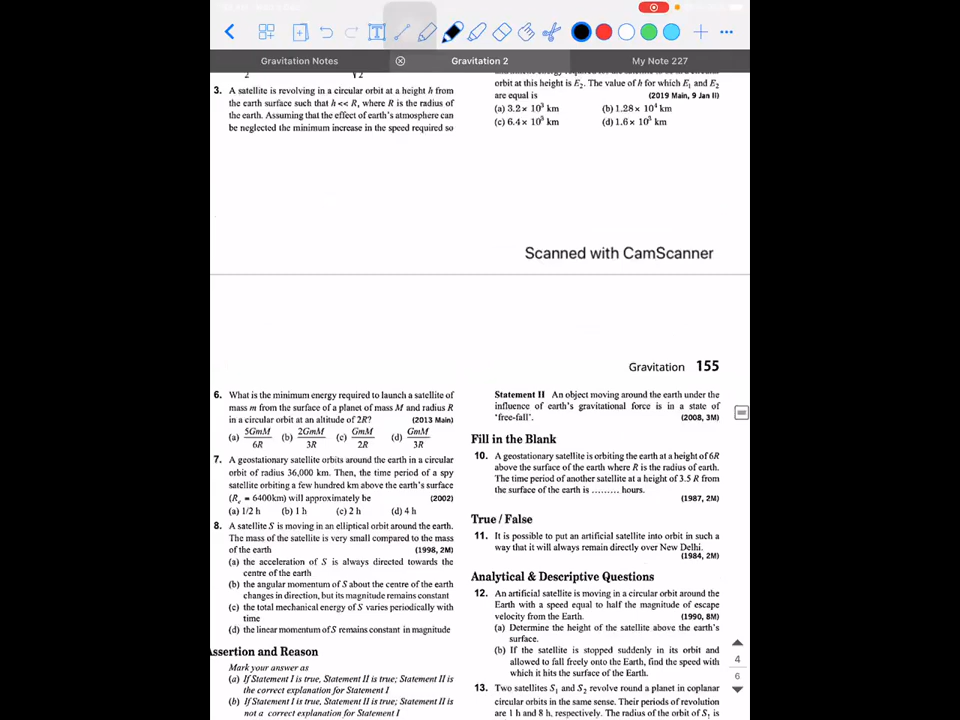 Gravitation Notes
Gravitation 2
My Note 227
2
√2
3. A satellite is revolving in a circular orbit at a height h from
the earth surface such that h << R, where R is the radius of
the earth. Assuming that the effect of earth's atmosphere can
be neglected the minimum increase in the speed required so
orbit at this height is E₂. The value of h for which E₁ and E₂
are equal is (2019 Main, 9 Jan II)
(a) 3.2 × 10³ km (b) 1.28 × 10⁴ km
(c) 6.4 × 10³ km (d) 1.6 × 10³ km
Scanned with CamScanner
Gravitation 155
6. What is the minimum energy required to launch a satellite of
mass m from the surface of a planet of mass M and radius R
in a circular orbit at an altitude of 2R? (2013 Main)
(a) 5GmM/6R (b) 2GmM/3R (c) GmM/2R (d) GmM/3R
7. A geostationary satellite orbits around the earth in a circular
orbit of radius 36,000 km. Then, the time period of a spy
satellite orbiting a few hundred km above the earth's surface
(Rₑ = 6400km) will approximately be (2002)
(a) 1/2 h (b) 1 h (c) 2 h (d) 4 h
8. A satellite S is moving in an elliptical orbit around the earth.
The mass of the satellite is very small compared to the mass
of the earth (1998, 2M)
(a) the acceleration of S is always directed towards the
centre of the earth
(b) the angular momentum of S about the centre of the earth
changes in direction, but its magnitude remains constant
(c) the total mechanical energy of S varies periodically with
time
(d) the linear momentum of S remains constant in magnitude
Assertion and Reason
Mark your answer as
(a) If Statement I is true, Statement II is true; Statement II is
the correct explanation for Statement I
(b) If Statement I is true, Statement II is true; Statement II is
not a correct explanation for Statement I
Statement II An object moving around the earth under the
influence of earth's gravitational force is in a state of
'free-fall'. (2008, 3M)
Fill in the Blank
10. A geostationary satellite is orbiting the earth at a height of 6R
above the surface of the earth where R is the radius of earth.
The time period of another satellite at a height of 3.5 R from
the surface of the earth is ......... hours.
(1987, 2M)
True / False
11. It is possible to put an artificial satellite into orbit in such a
way that it will always remain directly over New Delhi.
(1984, 2M)
Analytical & Descriptive Questions
12. An artificial satellite is moving in a circular orbit around the
Earth with a speed equal to half the magnitude of escape
velocity from the Earth. (1990, 8M)
(a) Determine the height of the satellite above the earth's
surface.
(b) If the satellite is stopped suddenly in its orbit and
allowed to fall freely onto the Earth, find the speed with
which it hits the surface of the Earth.
13. Two satellites S₁ and S₂ revolve round a planet in coplanar
circular orbits in the same sense. Their periods of revolution
are 1 h and 8 h, respectively. The radius of the orbit of S₁ is
4
6